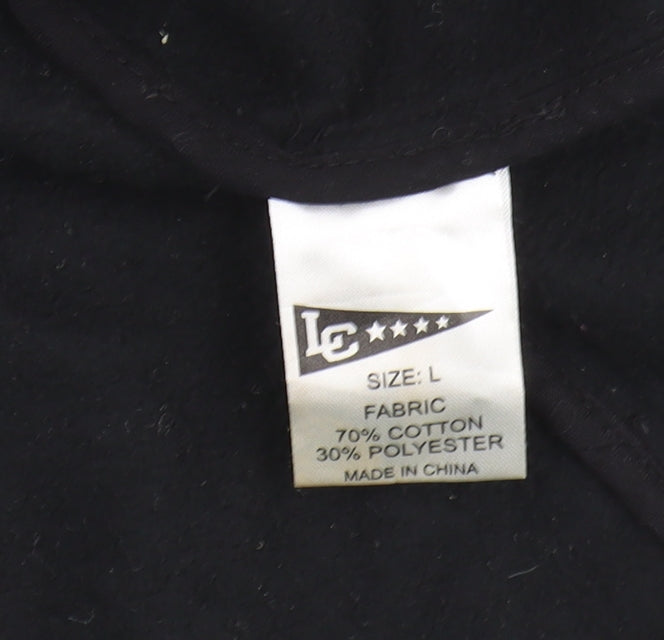 LC
SIZE: L
FABRIC
70% COTTON
30% POLYESTER
MADE IN CHINA